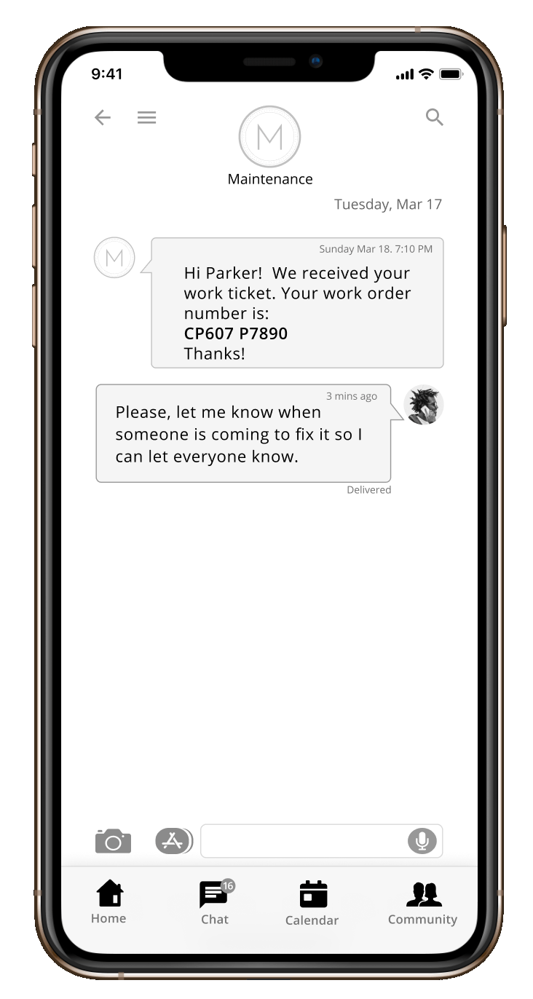 9:41
M
Maintenance
Tuesday, Mar 17
M
Sunday Mar 18. 7:10 PM
Hi Parker!  We received your
work ticket. Your work order
number is:
CP607 P7890
Thanks!
3 mins ago
Please, let me know when
someone is coming to fix it so I
can let everyone know.
Delivered
16
Home
Chat
Calendar
Community